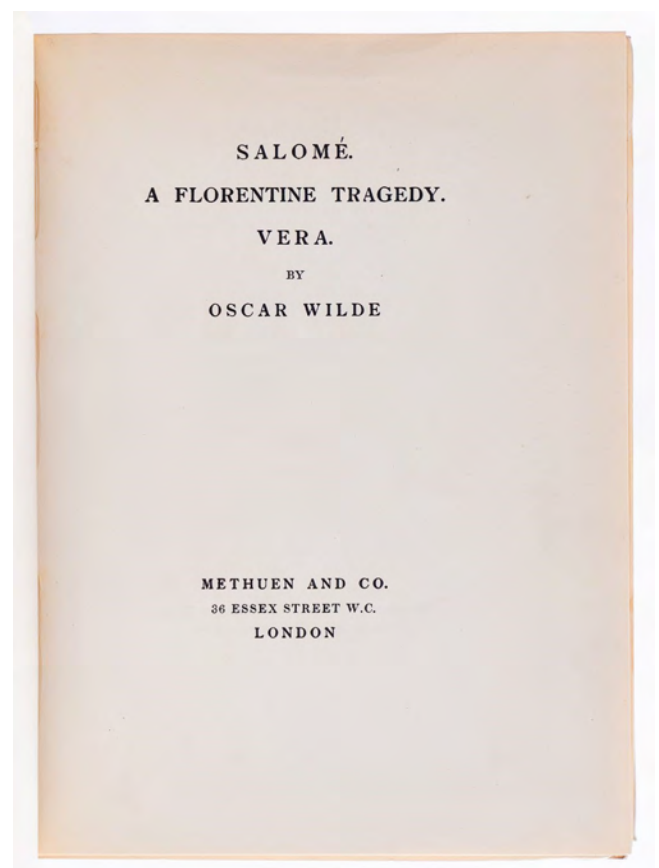 SALOMÉ.
A FLORENTINE TRAGEDY.
VERA.
BY
OSCAR WILDE
METHUEN AND CO.
36 ESSEX STREET W.C.
LONDON